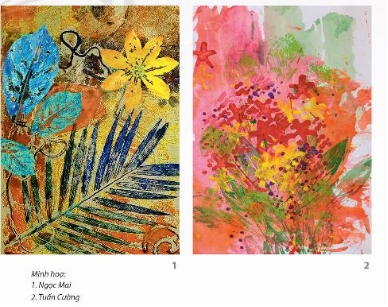 1
2
Minh hoạ:
1. Ngọc Mai
2. Tuấn Cường